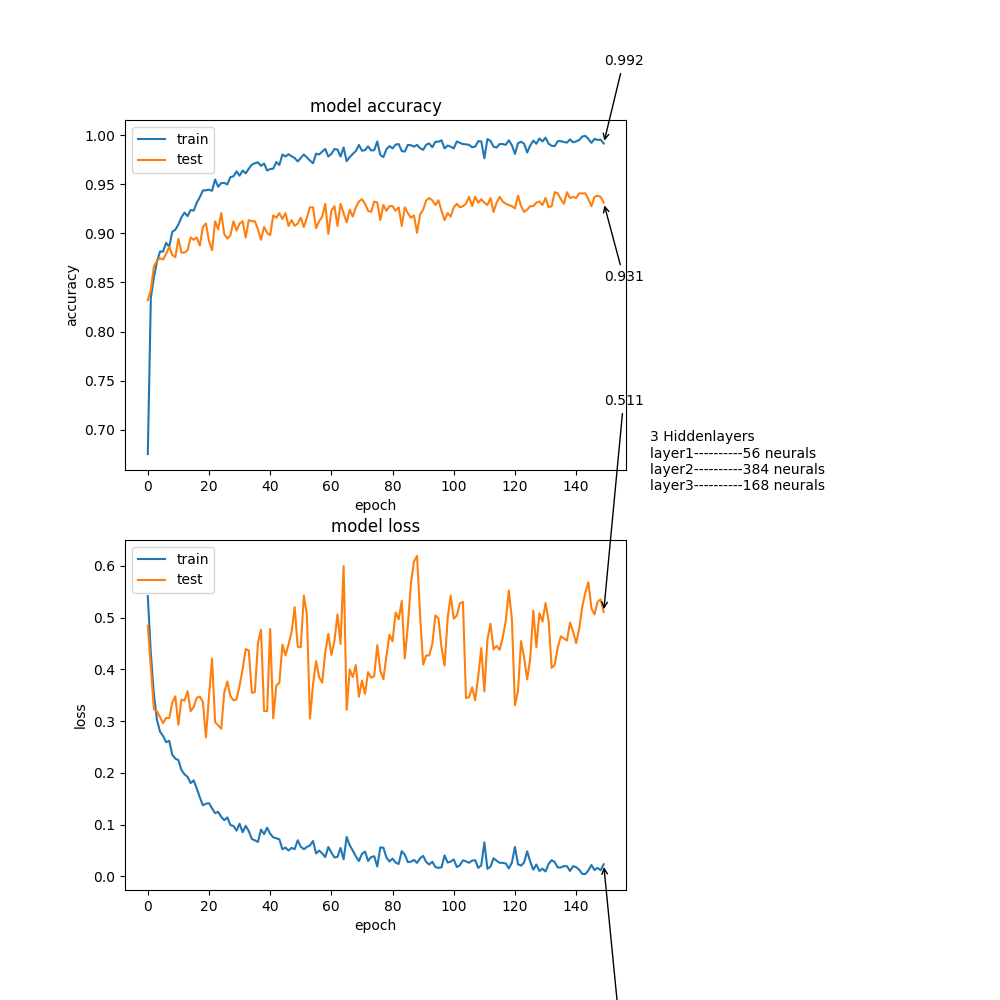 0.992
model accuracy
train
test
1.00
0.95
0.90
0.85
0.80
0.75
0.70
accuracy
0.931
0 20 40 60 80 100 120 140
epoch
0.511
3 Hiddenlayers
layer1----------56 neurals
layer2----------384 neurals
layer3----------168 neurals
model loss
train
test
0.6
0.5
0.4
0.3
0.2
0.1
0.0
loss
0 20 40 60 80 100 120 140
epoch